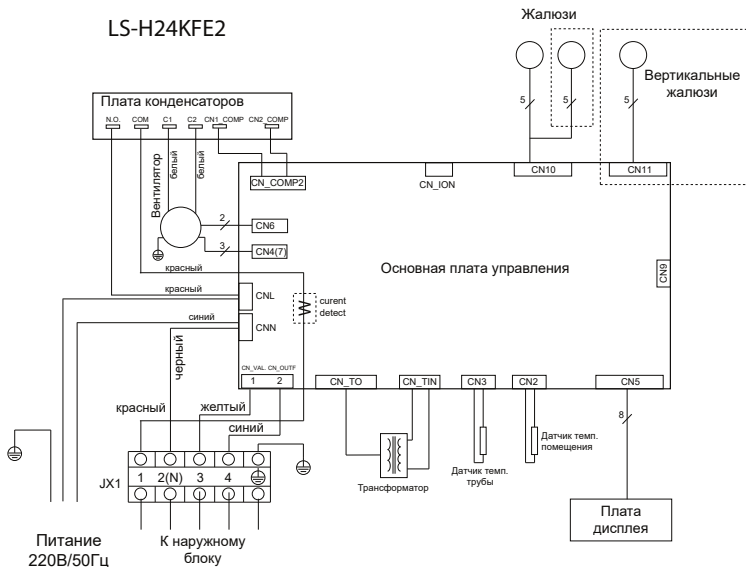 LS-H24KFE2
Жалюзи
5
5
5
Вертикальные
жалюзи
Плата конденсаторов
N.O.
COM
C1
C2
CN1_COMP
CN2_COMP
CN_COMP2
CN_ION
CN10
CN11
Вентилятор
белый
белый
2
CN6
3
CN4(7)
Основная плата управления
CN9
красный
красный
CNL
curent
detect
синий
CNN
черный
CN_VAL
CN_OUTF
1
2
CN_TO
CN_TIN
CN3
CN2
CN5
красный
желтый
синий
8
Трансформатор
Датчик темп.
трубы
Датчик темп.
помещения
JX1
1
2(N)
3
4
Плата
дисплея
Питание
220В/50Гц
К наружному
блоку